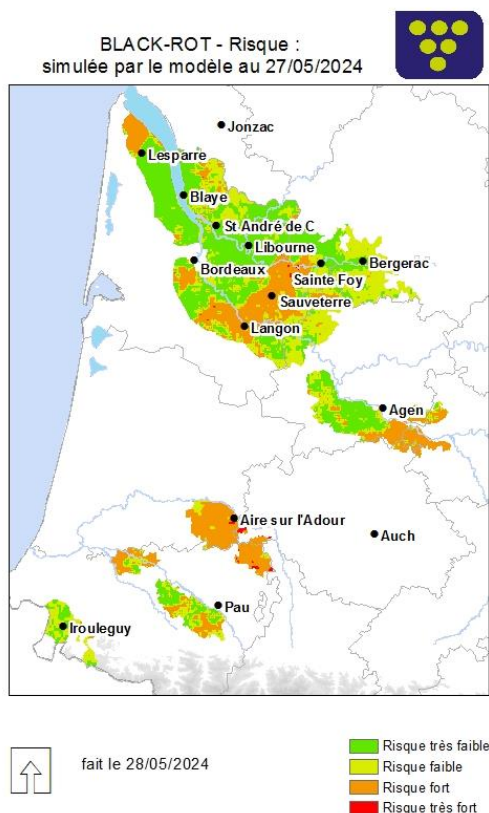 BLACK-ROT - Risque :
simulée par le modèle au 27/05/2024
Jonzac
Lesparre
Blaye
St André de C
Libourne
Bordeaux
Bergerac
Sainte Foy
Sauveterre
Langon
Agen
Aire sur l'Adour
Auch
Pau
Irouleguy
fait le 28/05/2024
Risque très faible
Risque faible
Risque fort
Risque très fort